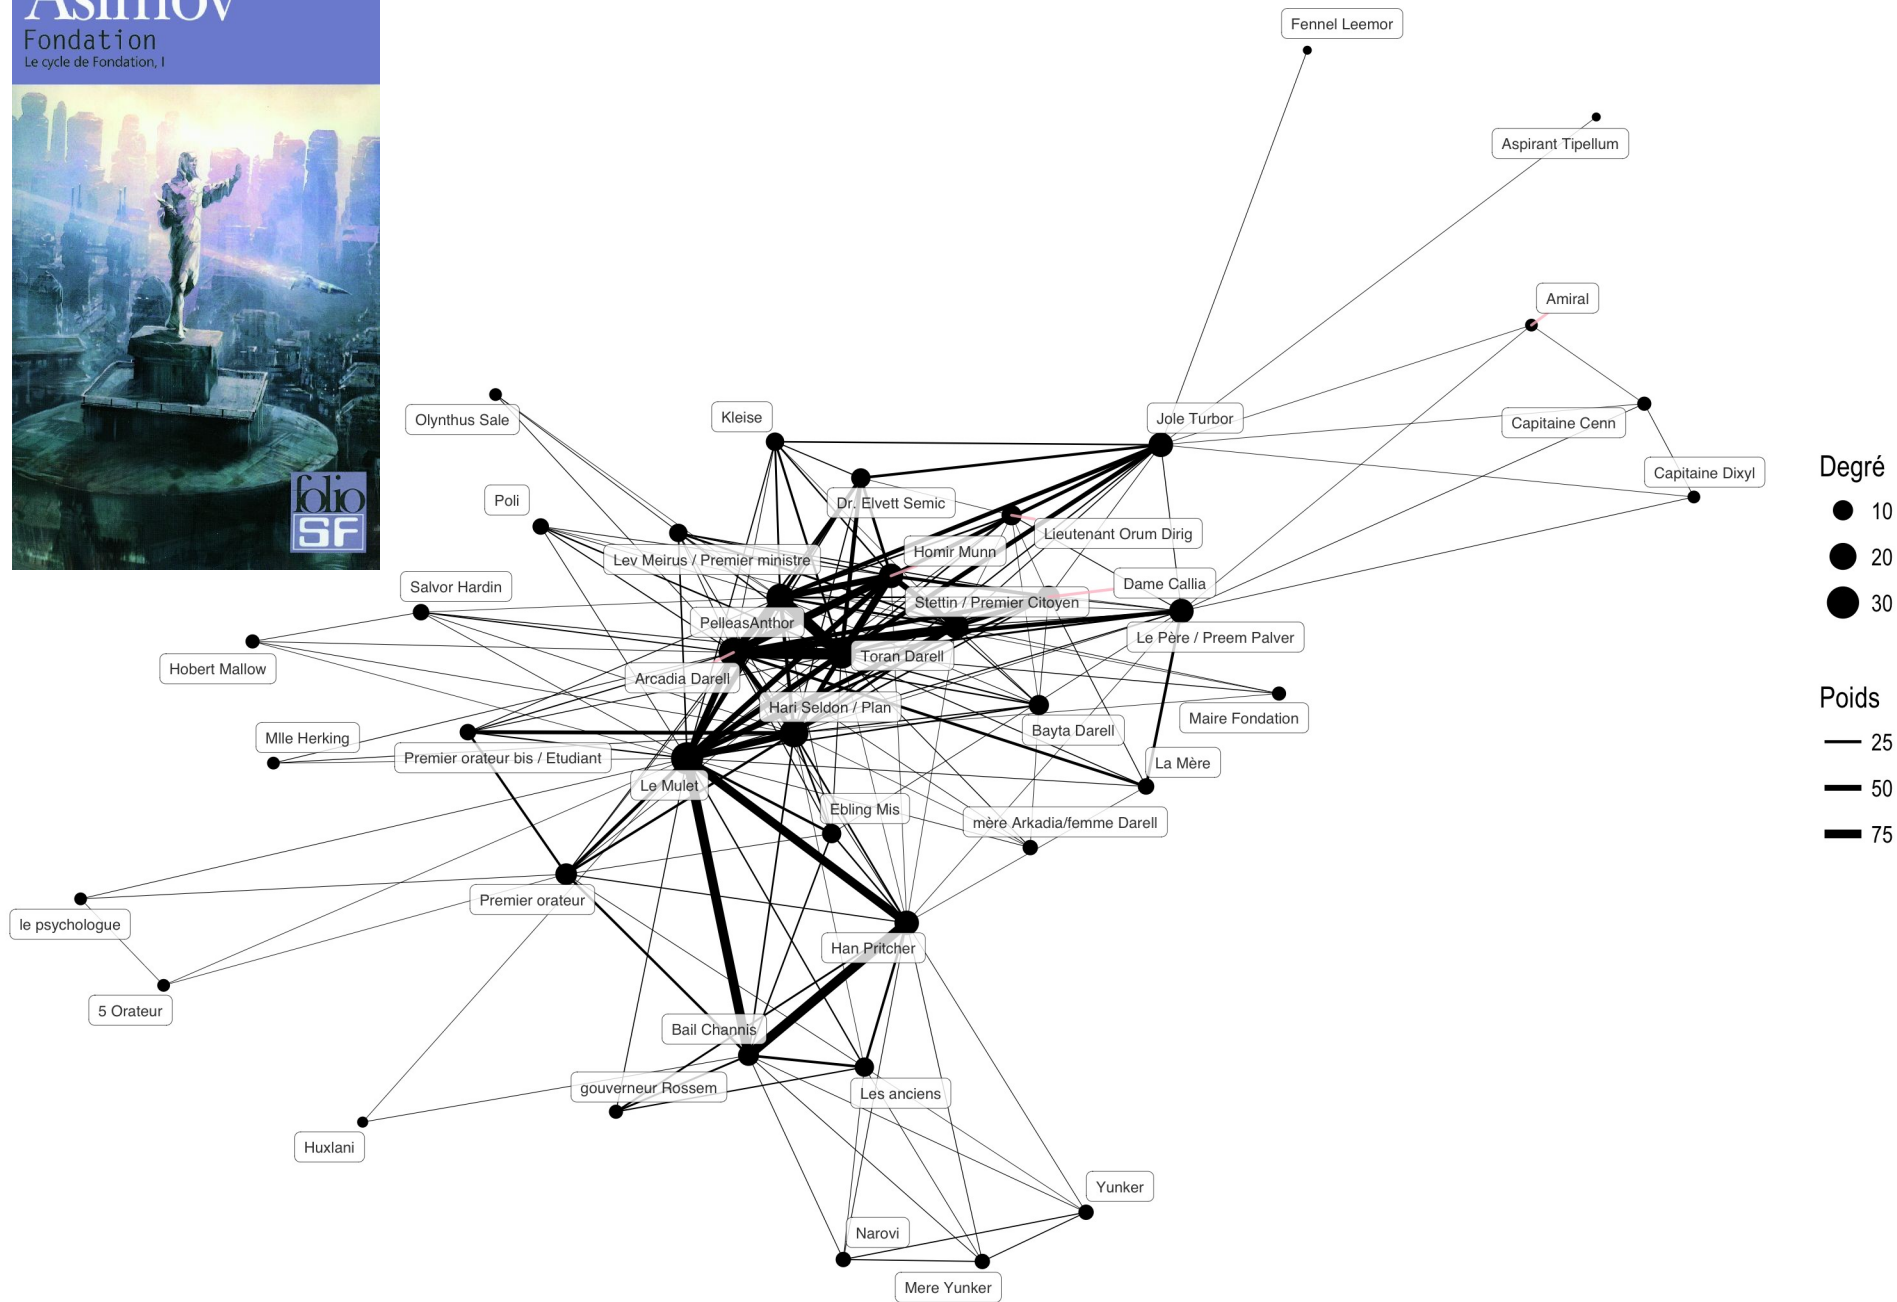 Asimov
Fondation
Le cycle de Fondation, I
folio
SF
Fennel Leemor
Aspirant Tipellum
Amiral
Capitaine Cenn
Capitaine Dixyl
Jole Turbor
Olynthus Sale
Kleise
Poli
Dr. Elvett Semic
Lieutenant Orum Dirig
Homir Munn
Lev Meirus / Premier ministre
Salvor Hardin
Dame Callia
Stettin / Premier Citoyen
PelleasAnthor
Le Père / Preem Palver
Hobert Mallow
Toran Darell
Arcadia Darell
Hari Seldon / Plan
Maire Fondation
Bayta Darell
Mlle Herking
Premier orateur bis / Etudiant
La Mère
Le Mulet
Ebling Mis
mère Arkadia/femme Darell
Premier orateur
le psychologue
Han Pritcher
5 Orateur
Bail Channis
gouverneur Rossem
Les anciens
Huxlani
Yunker
Narovi
Mere Yunker
Degré
10
20
30
Poids
25
50
75